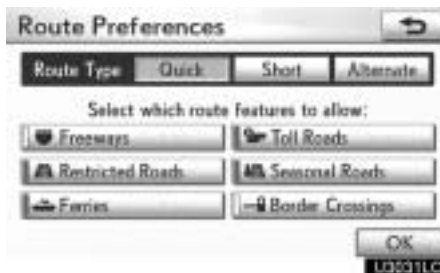 Route Preferences
Route Type Quick Short Alternate
Select which route features to allow:
Freeways Toll Roads
Restricted Roads Seasonal Roads
Ferries Border Crossings
OK
U3031LC